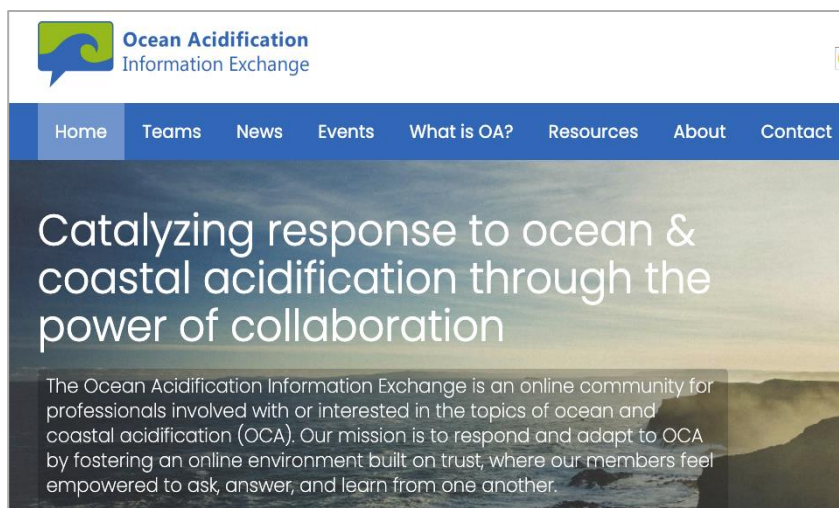 Ocean Acidification
Information Exchange
Home Teams News Events What is OA? Resources About Contact
Catalyzing response to ocean &
coastal acidification through the
power of collaboration
The Ocean Acidification Information Exchange is an online community for
professionals involved with or interested in the topics of ocean and
coastal acidification (OCA). Our mission is to respond and adapt to OCA
by fostering an online environment built on trust, where our members feel
empowered to ask, answer, and learn from one another.